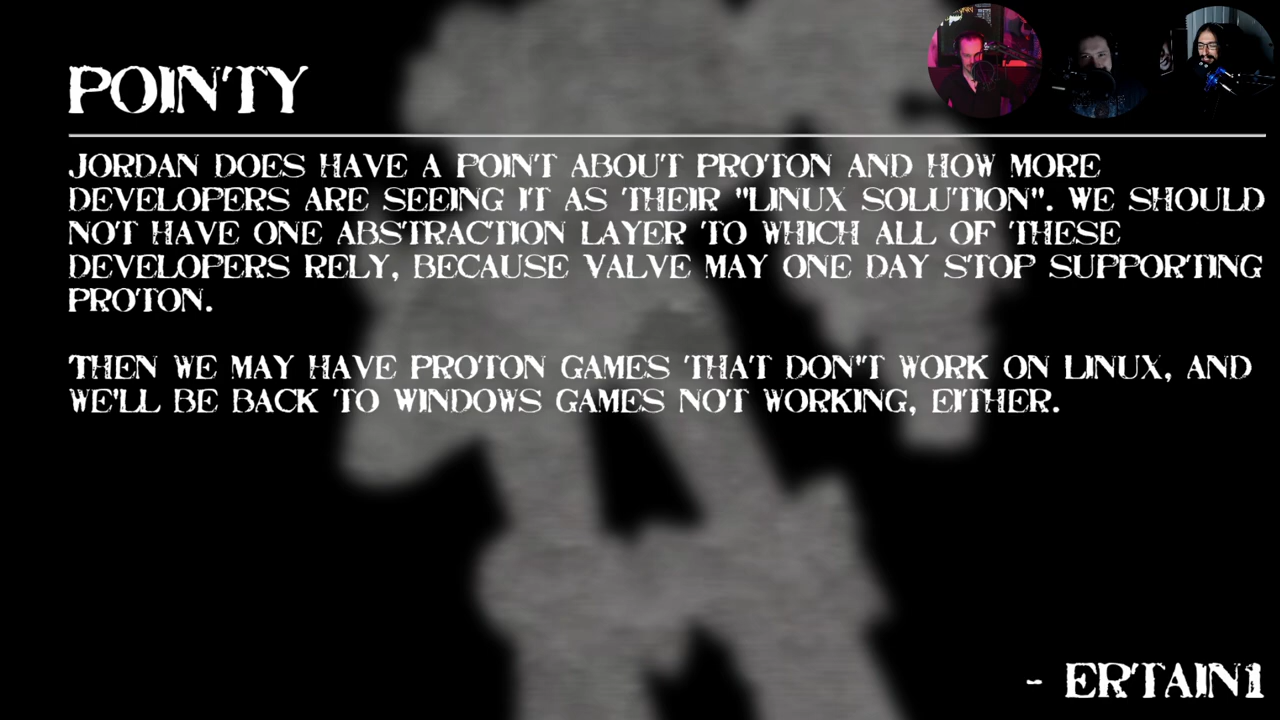 POINTY
JORDAN DOES HAVE A POINT ABOUT PROTON AND HOW MORE
DEVELOPERS ARE SEEING IT AS THEIR "LINUX SOLUTION". WE SHOULD
NOT HAVE ONE ABSTRACTION LAYER TO WHICH ALL OF THESE
DEVELOPERS RELY, BECAUSE VALVE MAY ONE DAY STOP SUPPORTING
PROTON.
THEN WE MAY HAVE PROTON GAMES THAT DON'T WORK ON LINUX, AND
WE'LL BE BACK TO WINDOWS GAMES NOT WORKING, EITHER.
- ERTAIN1